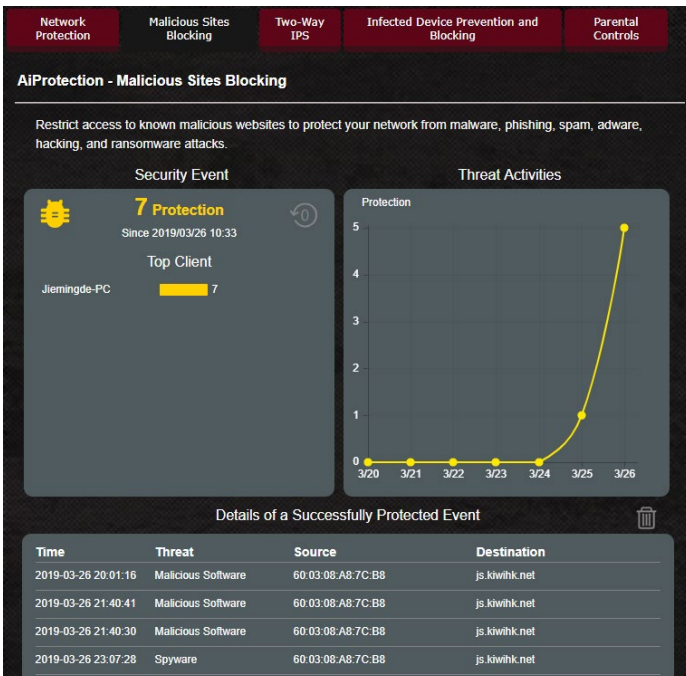 Network Protection
Malicious Sites Blocking
Two-Way IPS
Infected Device Prevention and Blocking
Parental Controls
AiProtection - Malicious Sites Blocking
Restrict access to known malicious websites to protect your network from malware, phishing, spam, adware,
hacking, and ransomware attacks.
Security Event
7 Protection
0
Since 2019/03/26 10:33
Top Client
Jiemingde-PC 7
Threat Activities
Protection
5
4
3
2
1
0
3/20 3/21 3/22 3/23 3/24 3/25 3/26
Details of a Successfully Protected Event
Time Threat Source Destination
2019-03-26 20:01:16 Malicious Software 60:03:08:A8:7C:B8 js.kiwihk.net
2019-03-26 21:40:41 Malicious Software 60:03:08:A8:7C:B8 js.kiwihk.net
2019-03-26 21:40:30 Malicious Software 60:03:08:A8:7C:B8 js.kiwihk.net
2019-03-26 23:07:28 Spyware 60:03:08:A8:7C:B8 js.kiwihk.net